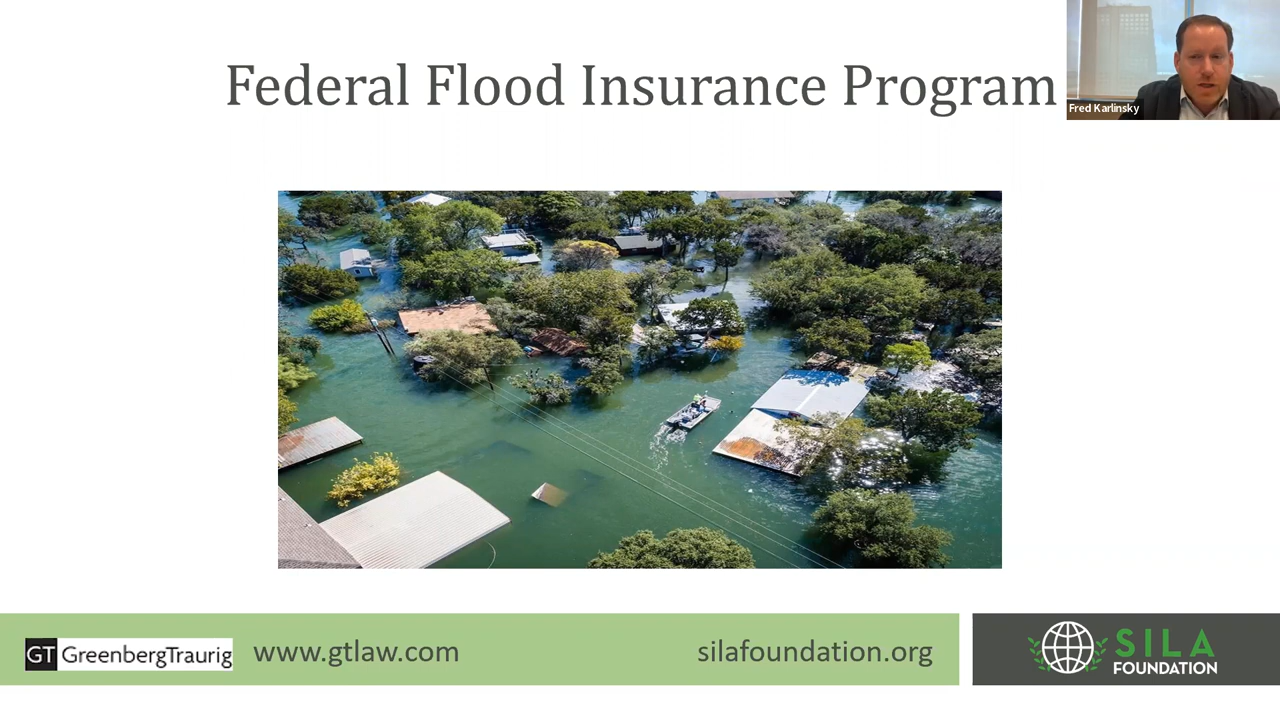 Federal Flood Insurance Program
Fred Karlinsky
GT GreenbergTraurig
www.gtlaw.com
silafoundation.org
SILA
FOUNDATION